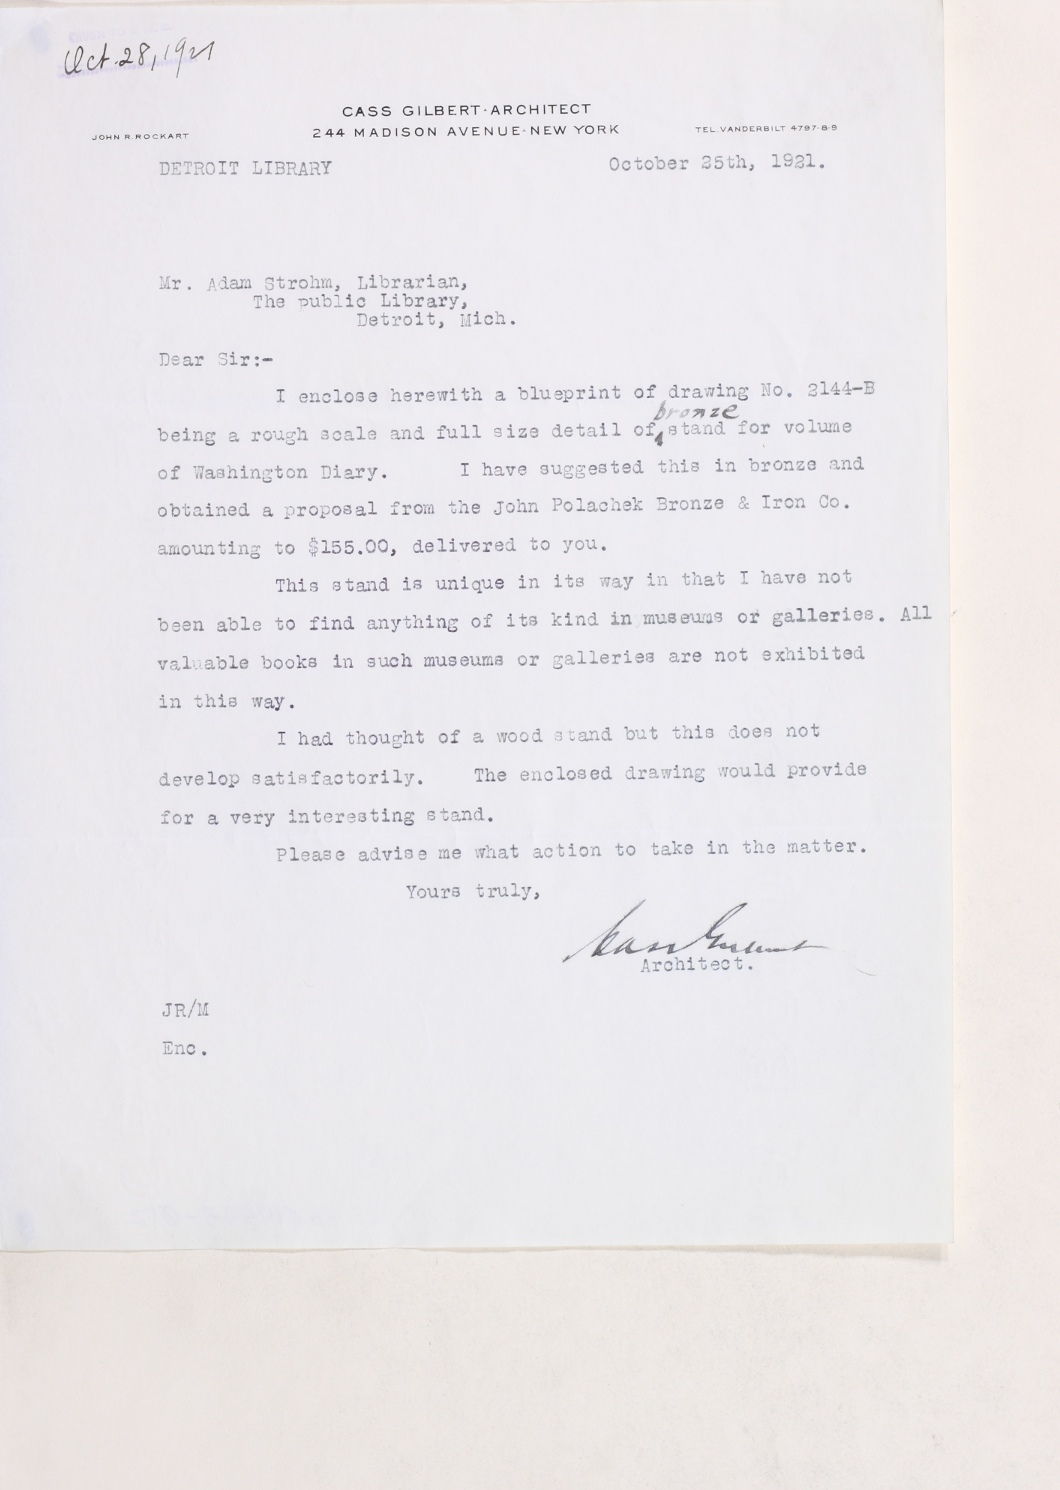 Oct. 28, 1921
CASS GILBERT·ARCHITECT
244 MADISON AVENUE·NEW YORK
JOHN R. ROCKART
TEL. VANDERBILT 4797-8-9
DETROIT LIBRARY
October 25th, 1921.
Mr. Adam Strohm, Librarian,
The public Library,
Detroit, Mich.
Dear Sir:-
I enclose herewith a blueprint of drawing No. 2144-B
bronze
being a rough scale and full size detail of stand for volume
of Washington Diary. I have suggested this in bronze and
obtained a proposal from the John Polachek Bronze & Iron Co.
amounting to $155.00, delivered to you.
This stand is unique in its way in that I have not
been able to find anything of its kind in museums or galleries. All
valuable books in such museums or galleries are not exhibited
in this way.
I had thought of a wood stand but this does not
develop satisfactorily. The enclosed drawing would provide
for a very interesting stand.
Please advise me what action to take in the matter.
Yours truly,
Cass Gilbert
Architect.
JR/M
Enc.